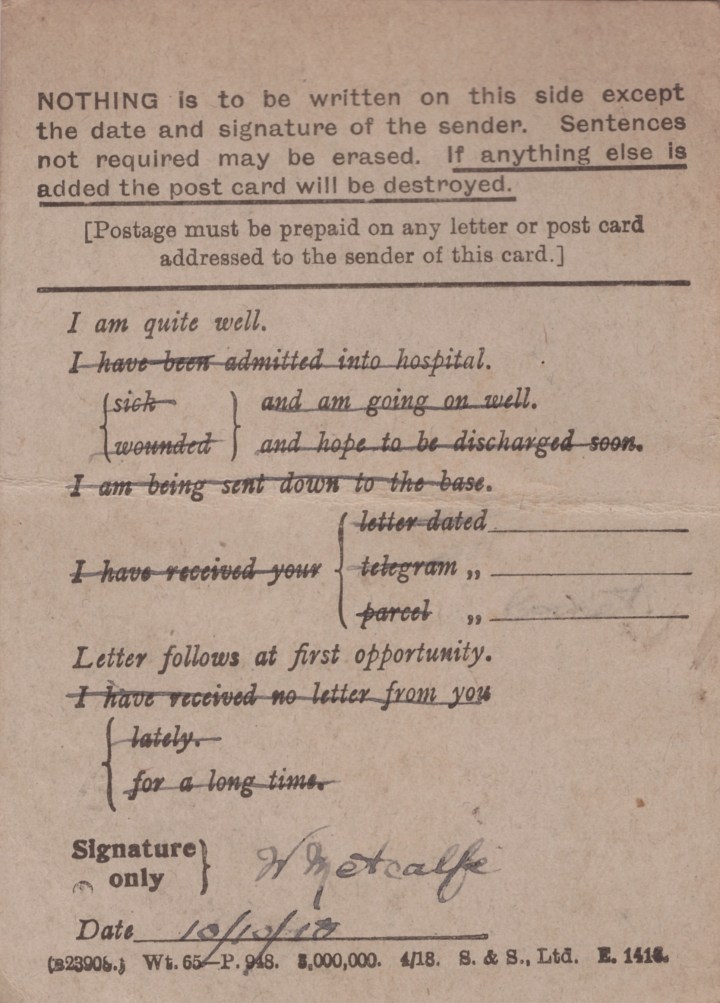 NOTHING is to be written on this side except
the date and signature of the sender. Sentences
not required may be erased. If anything else is
added the post card will be destroyed.
[Postage must be prepaid on any letter or post card
addressed to the sender of this card.]
I am quite well.
I have been admitted into hospital.
sick and am going on well.
wounded and hope to be discharged soon.
I am being sent down to the base.
letter dated
I have received your telegram „
parcel „
Letter follows at first opportunity.
I have received no letter from you
lately.
for a long time.
Signature only W Metcalfe
Date 10/10/18
Wt. 65—P. 948. 5,000,000. 4/18. S. & S., Ltd.